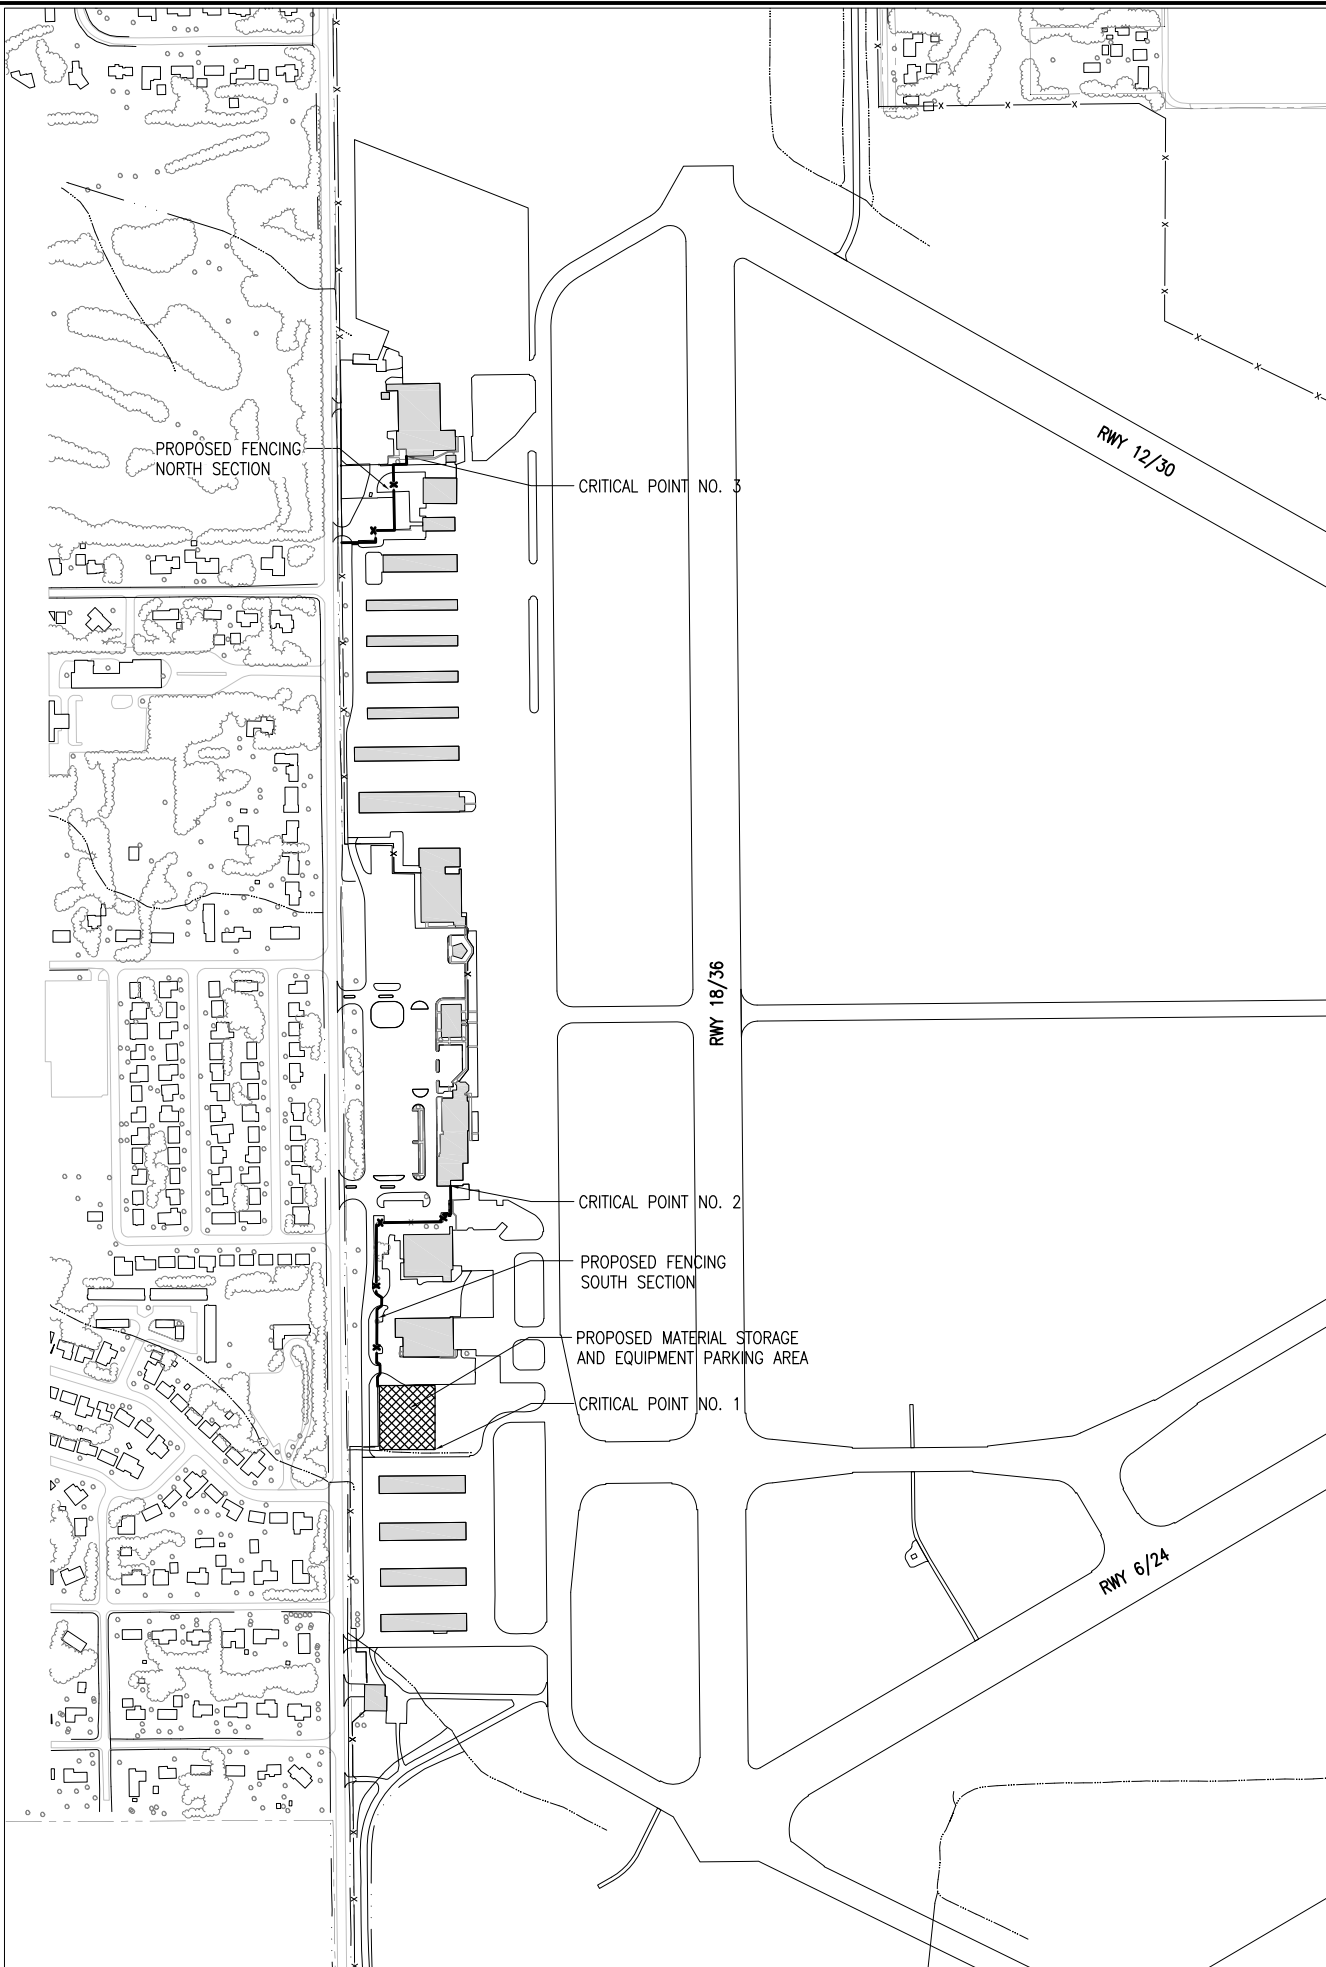 RWY 12/30
PROPOSED FENCING
NORTH SECTION
CRITICAL POINT NO. 3
RWY 18/36
CRITICAL POINT NO. 2
PROPOSED FENCING
SOUTH SECTION
PROPOSED MATERIAL STORAGE
AND EQUIPMENT PARKING AREA
CRITICAL POINT NO. 1
RWY 6/24